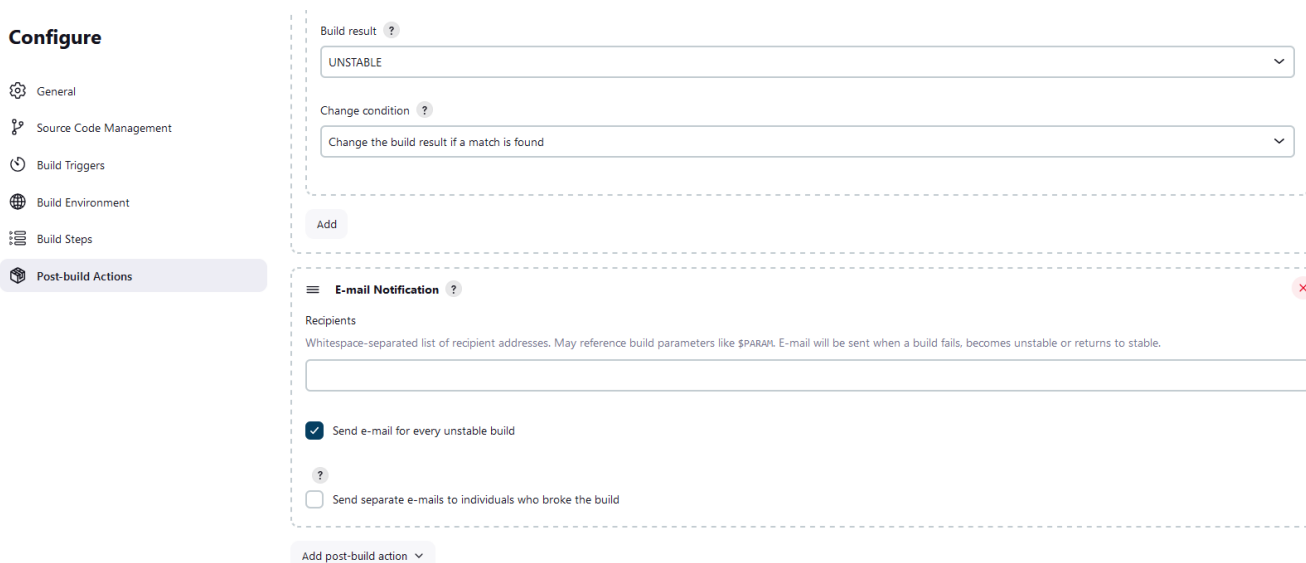 Configure
General
Source Code Management
Build Triggers
Build Environment
Build Steps
Post-build Actions
Build result ?
UNSTABLE
Change condition ?
Change the build result if a match is found
Add
E-mail Notification ?
Recipients
Whitespace-separated list of recipient addresses. May reference build parameters like $PARAM. E-mail will be sent when a build fails, becomes unstable or returns to stable.
Send e-mail for every unstable build
?
Send separate e-mails to individuals who broke the build
Add post-build action